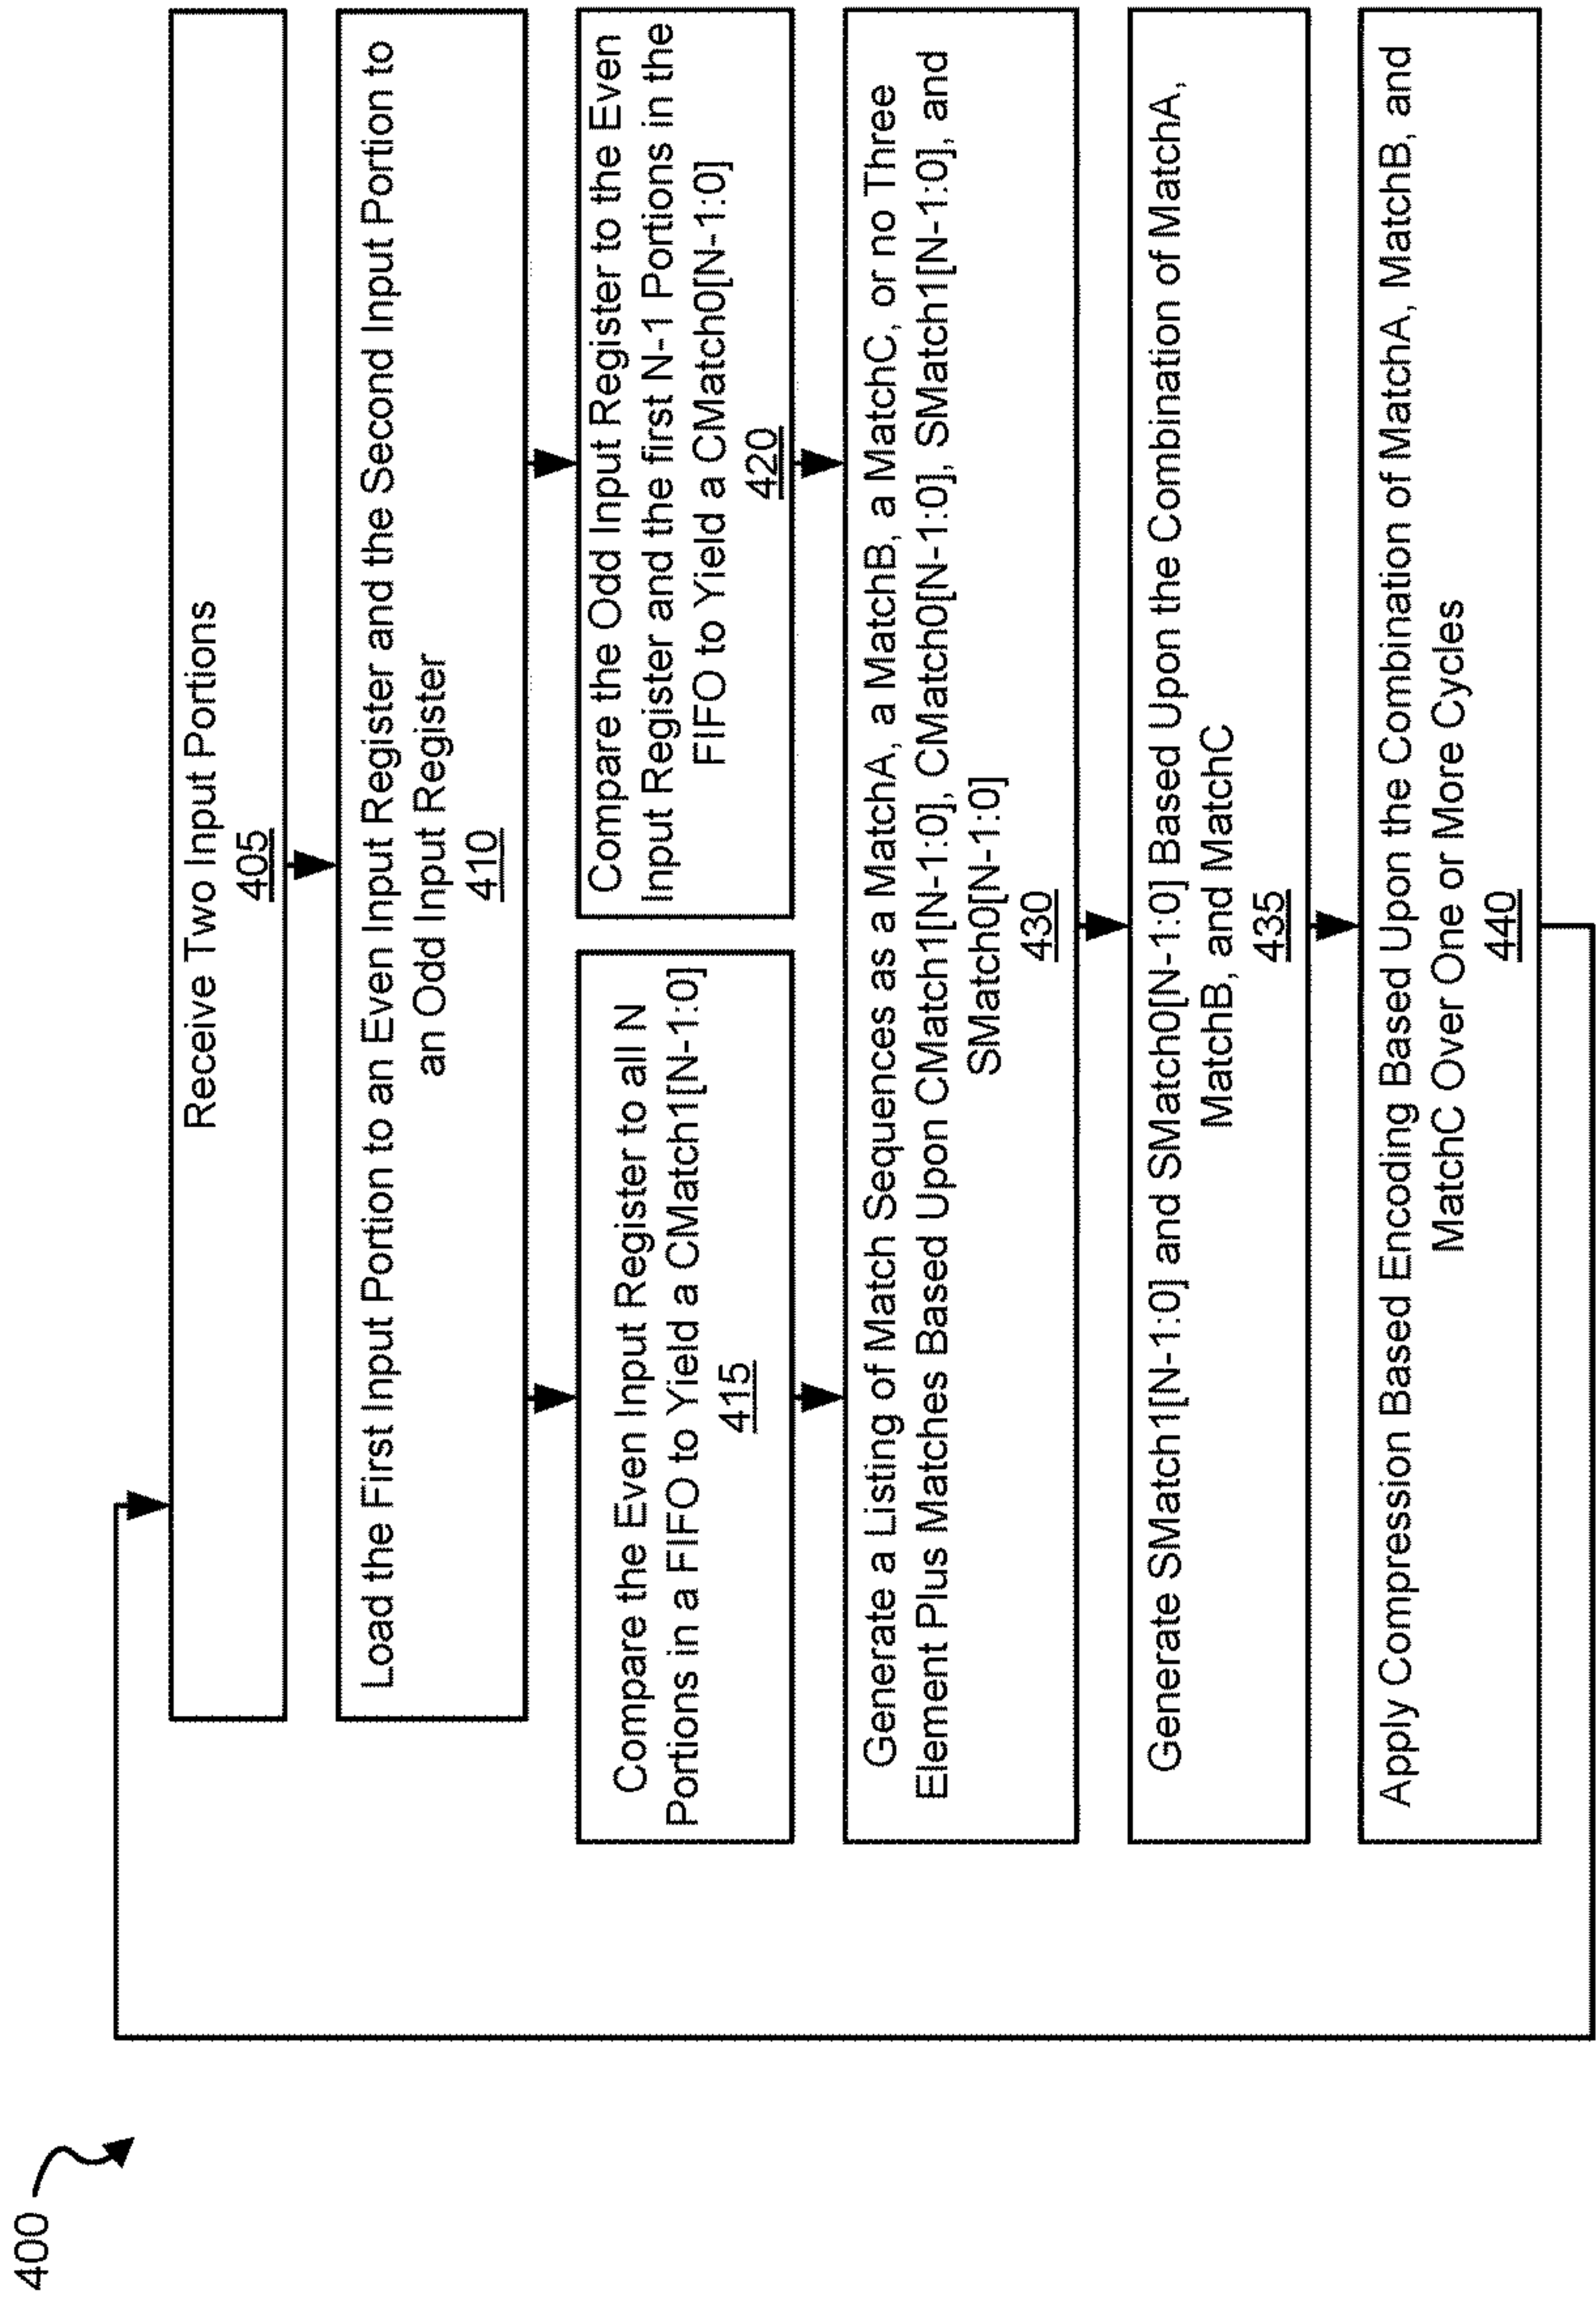 400
Receive Two Input Portions
405
Load the First Input Portion to an Even Input Register and the Second Input Portion to
an Odd Input Register
410
Compare the Even Input Register to all N
Portions in a FIFO to Yield a CMatch1[N-1:0]
415
Compare the Odd Input Register to the Even
Input Register and the first N-1 Portions in the
FIFO to Yield a CMatch0[N-1:0]
420
Generate a Listing of Match Sequences as a MatchA, a MatchB, a MatchC, or no Three
Element Plus Matches Based Upon CMatch1[N-1:0], CMatch0[N-1:0], SMatch1[N-1:0], and
SMatch0[N-1:0]
430
Generate SMatch1[N-1:0] and SMatch0[N-1:0] Based Upon the Combination of MatchA,
MatchB, and MatchC
435
Apply Compression Based Encoding Based Upon the Combination of MatchA, MatchB, and
MatchC Over One or More Cycles
440